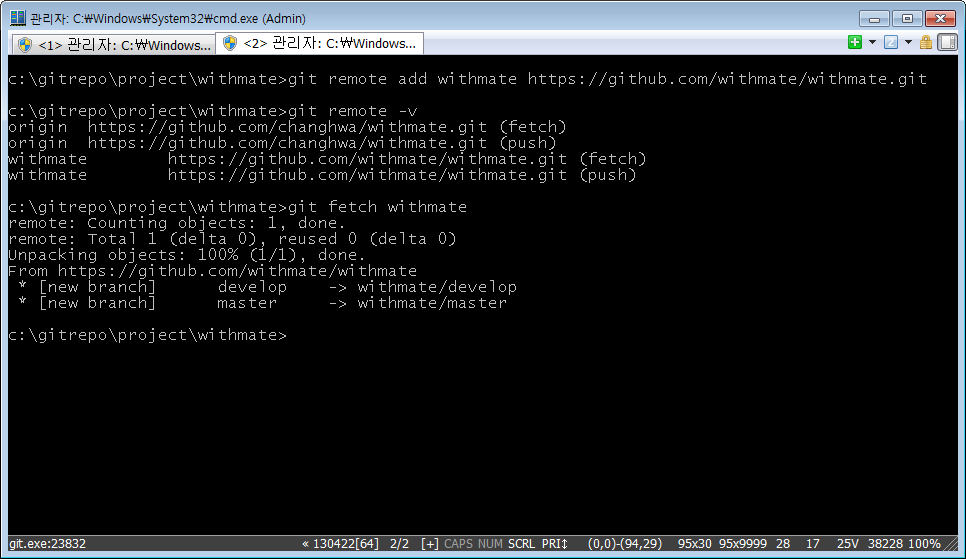 관리자: C:₩Windows₩System32₩cmd.exe (Admin)
<1> 관리자: C:₩Windows...
<2> 관리자: C:₩Windows...
c:\gitrepo\project\withmate>git remote add withmate https://github.com/withmate/withmate.git
c:\gitrepo\project\withmate>git remote -v
origin  https://github.com/changhwa/withmate.git (fetch)
origin  https://github.com/changhwa/withmate.git (push)
withmate        https://github.com/withmate/withmate.git (fetch)
withmate        https://github.com/withmate/withmate.git (push)
c:\gitrepo\project\withmate>git fetch withmate
remote: Counting objects: 1, done.
remote: Total 1 (delta 0), reused 0 (delta 0)
Unpacking objects: 100% (1/1), done.
From https://github.com/withmate/withmate
 * [new branch]      develop    -> withmate/develop
 * [new branch]      master     -> withmate/master
c:\gitrepo\project\withmate>
git.exe:23832 « 130422[64] 2/2 [+] CAPS NUM SCRL PRI↕ (0,0)-(94,29) 95x30 95x9999 28 17 25V 38228 100%